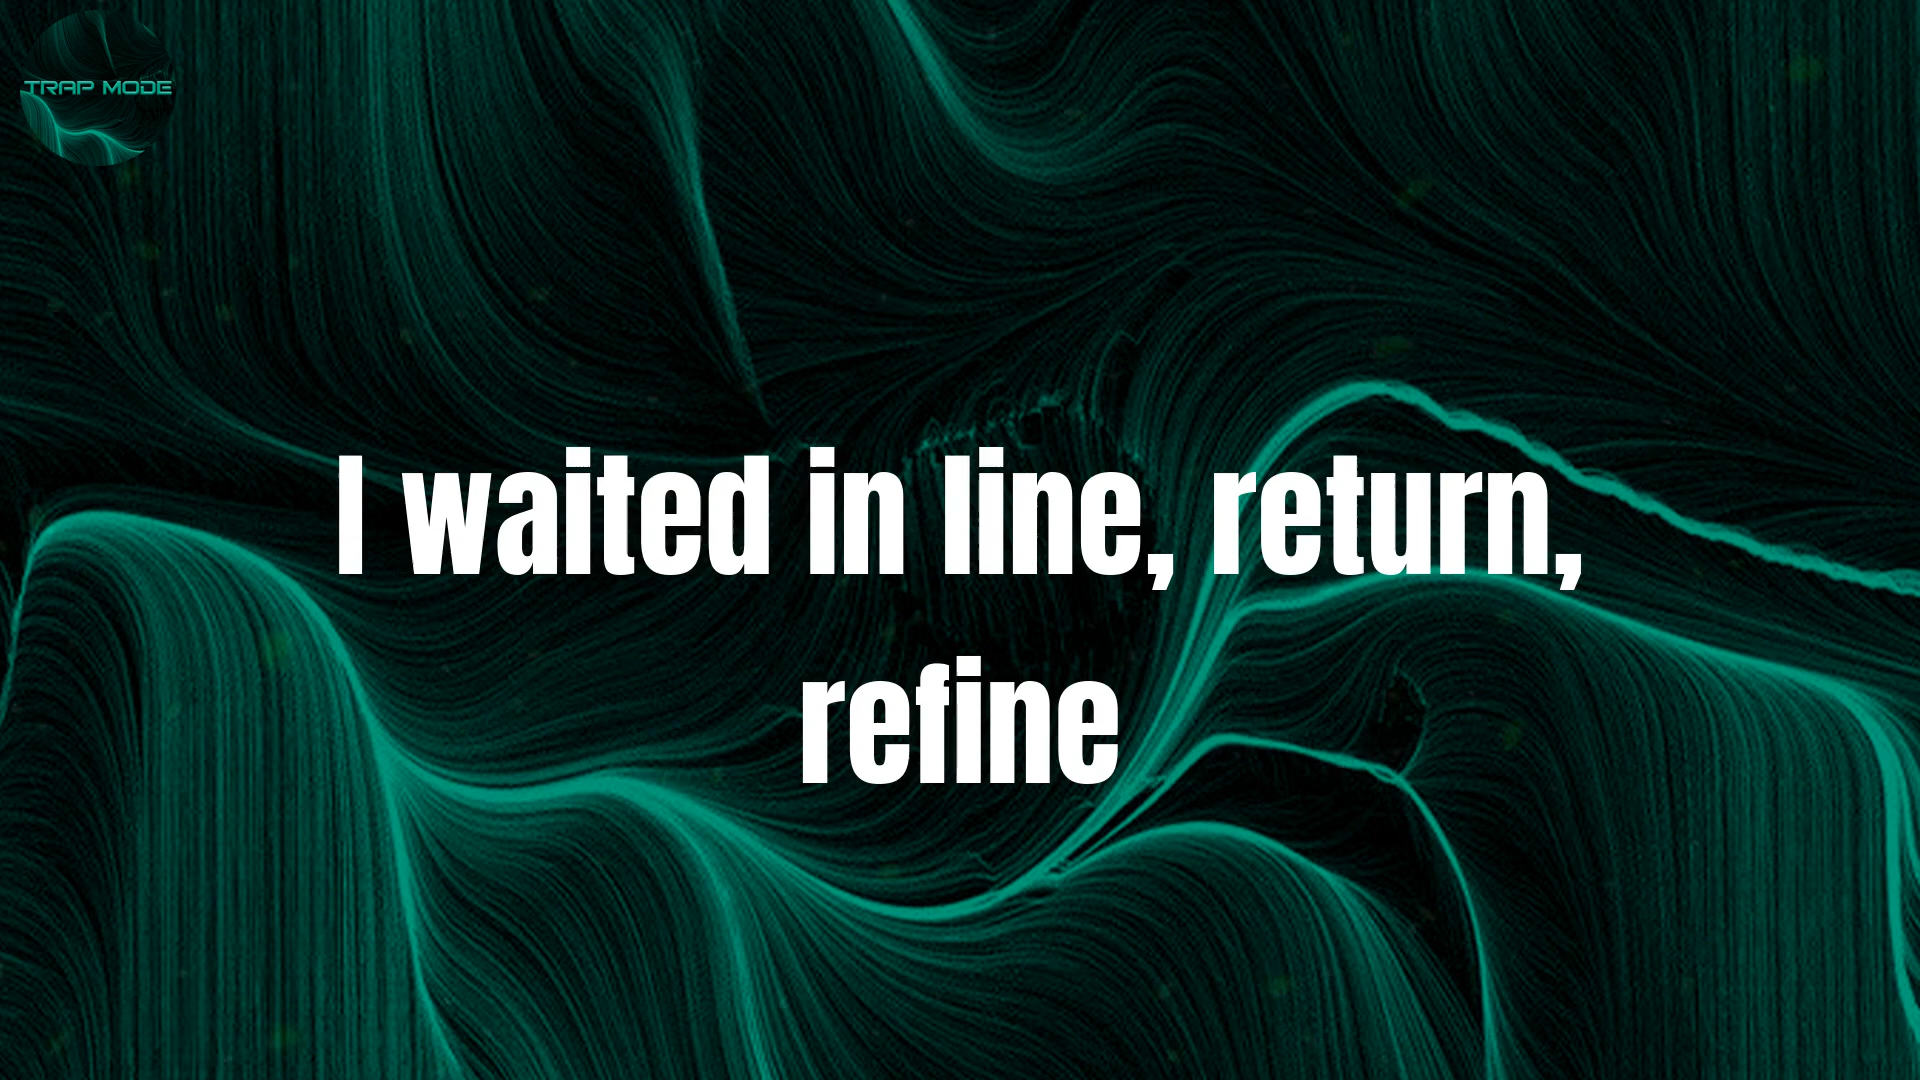 TRAP MODE
I waited in line, return,
refine